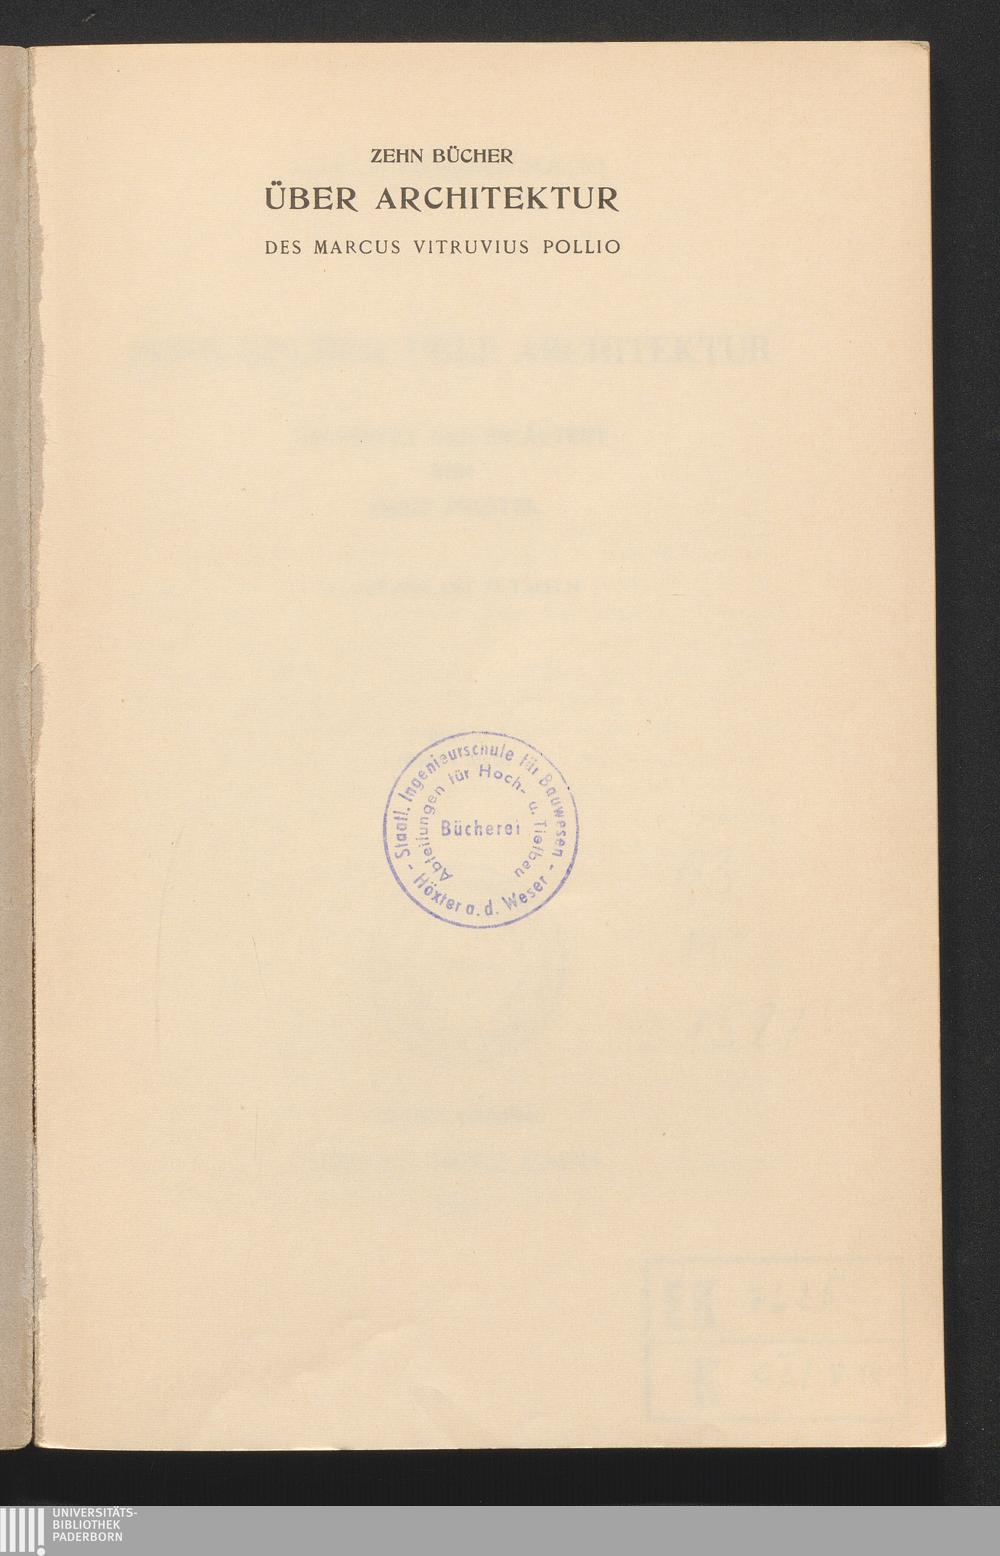 ZEHN BÜCHER
ÜBER ARCHITEKTUR
DES MARCUS VITRUVIUS POLLIO
Staatl. Ingenieurschule für Bauwesen
Abteilungen für Hoch- u. Tiefbau
Bücherei
- Höxter a. d. Weser -
UNIVERSITÄTS-
BIBLIOTHEK
PADERBORN